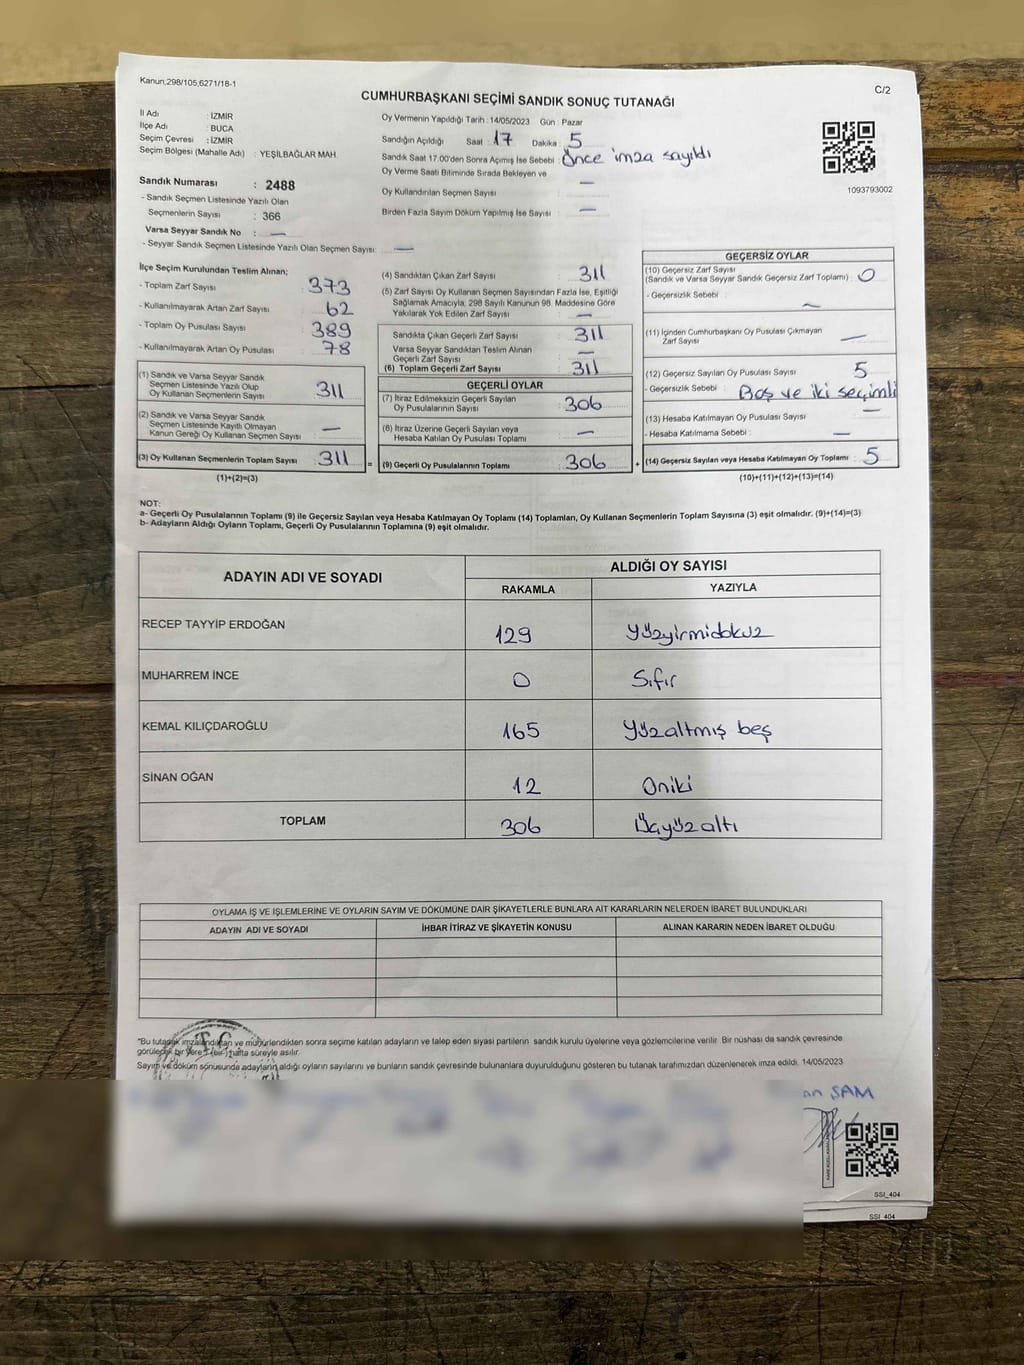 Kanun;298/105,6271/18-1
C/2
CUMHURBAŞKANI SEÇİMİ SANDIK SONUÇ TUTANAĞI
İl Adı : İZMİR
İlçe Adı : BUCA
Seçim Çevresi : İZMİR
Seçim Bölgesi (Mahalle Adı) : YEŞİLBAĞLAR MAH.
Oy Vermenin Yapıldığı Tarih : 14/05/2023 Gün : Pazar
Sandığın Açıldığı Saat : 17 Dakika : 5
Sandık Saat 17.00'den Sonra Açımış İse Sebebi : Önce imza sayıldı
Oy Verme Saati Bitiminde Sırada Bekleyen ve
Oy Kullandırılan Seçmen Sayısı : —
Birden Fazla Sayım Döküm Yapılmış İse Sayısı : —
1093793002
Sandık Numarası : 2488
- Sandık Seçmen Listesinde Yazılı Olan
Seçmenlerin Sayısı : 366
Varsa Seyyar Sandık No : —
- Seyyar Sandık Seçmen Listesinde Yazılı Olan Seçmen Sayısı: —
İlçe Seçim Kurulundan Teslim Alınan;
- Toplam Zarf Sayısı : 373
- Kullanılmayarak Artan Zarf Sayısı : 62
- Toplam Oy Pusulası Sayısı : 389
- Kullanılmayarak Artan Oy Pusulası : 78
(1) Sandık ve Varsa Seyyar Sandık
Seçmen Listesinde Yazılı Olup
Oy Kullanan Seçmenlerin Sayısı : 311
(2) Sandık ve Varsa Seyyar Sandık
Seçmen Listesinde Kayıtlı Olmayan
Kanun Gereği Oy Kullanan Seçmen Sayısı : —
(3) Oy Kullanan Seçmenlerin Toplam Sayısı : 311
(1)+(2)=(3)
(4) Sandıktan Çıkan Zarf Sayısı : 311
(5) Zarf Sayısı Oy Kullanan Seçmen Sayısından Fazla İse, Eşitliği
Sağlamak Amacıyla, 298 Sayılı Kanunun 98. Maddesine Göre
Yakılarak Yok Edilen Zarf Sayısı : —
Sandıkta Çıkan Geçerli Zarf Sayısı : 311
Varsa Seyyar Sandıktan Teslim Alınan
Geçerli Zarf Sayısı : —
(6) Toplam Geçerli Zarf Sayısı : 311
GEÇERLİ OYLAR
(7) İtiraz Edilmeksizin Geçerli Sayılan
Oy Pusulalarının Sayısı : 306
(8) İtiraz Üzerine Geçerli Sayılan veya
Hesaba Katılan Oy Pusulası Toplamı : —
= (9) Geçerli Oy Pusulalarının Toplamı : 306
GEÇERSİZ OYLAR
(10) Geçersiz Zarf Sayısı
(Sandık ve Varsa Seyyar Sandık Geçersiz Zarf Toplamı) : 0
- Geçersizlik Sebebi : —
(11) İçinden Cumhurbaşkanı Oy Pusulası Çıkmayan
Zarf Sayısı : —
(12) Geçersiz Sayılan Oy Pusulası Sayısı : 5
- Geçersizlik Sebebi : Boş ve iki seçimli
(13) Hesaba Katılmayan Oy Pusulası Sayısı : —
- Hesaba Katılmama Sebebi : —
+ (14) Geçersiz Sayılan veya Hesaba Katılmayan Oy Toplamı : 5
(10)+(11)+(12)+(13)=(14)
NOT:
a- Geçerli Oy Pusulalarının Toplamı (9) ile Geçersiz Sayılan veya Hesaba Katılmayan Oy Toplamı (14) Toplamları, Oy Kullanan Seçmenlerin Toplam Sayısına (3) eşit olmalıdır. (9)+(14)=(3)
b- Adayların Aldığı Oyların Toplamı, Geçerli Oy Pusulalarının Toplamına (9) eşit olmalıdır.
ADAYIN ADI VE SOYADI
ALDIĞI OY SAYISI
RAKAMLA YAZIYLA
RECEP TAYYİP ERDOĞAN 129 Yüzyirmidokuz
MUHARREM İNCE 0 Sıfır
KEMAL KILIÇDAROĞLU 165 Yüzaltmış beş
SİNAN OĞAN 12 Oniki
TOPLAM 306 Üçyüzaltı
OYLAMA İŞ VE İŞLEMLERİNE VE OYLARIN SAYIM VE DÖKÜMÜNE DAİR ŞİKAYETLERLE BUNLARA AİT KARARLARIN NELERDEN İBARET BULUNDUKLARI
ADAYIN ADI VE SOYADI İHBAR İTİRAZ VE ŞİKAYETİN KONUSU ALINAN KARARIN NEDEN İBARET OLDUĞU
T.C.
"Bu tutanak imzalandıktan ve mühürlendikten sonra seçime katılan adayların ve talep eden siyasi partilerin sandık kurulu üyelerine veya gözlemcilerine verilir. Bir nüshası da sandık çevresinde
görülecek bir yere 1 (bir-) hafta süreyle asılır.
Sayım ve döküm sonusunda adayların aldığı oyların sayılarını ve bunların sandık çevresinde bulunanlara duyurulduğunu gösteren bu tutanak tarafımızdan düzenlenerek imza edildi. 14/05/2023
an SAM
SSI_404
SSI_404